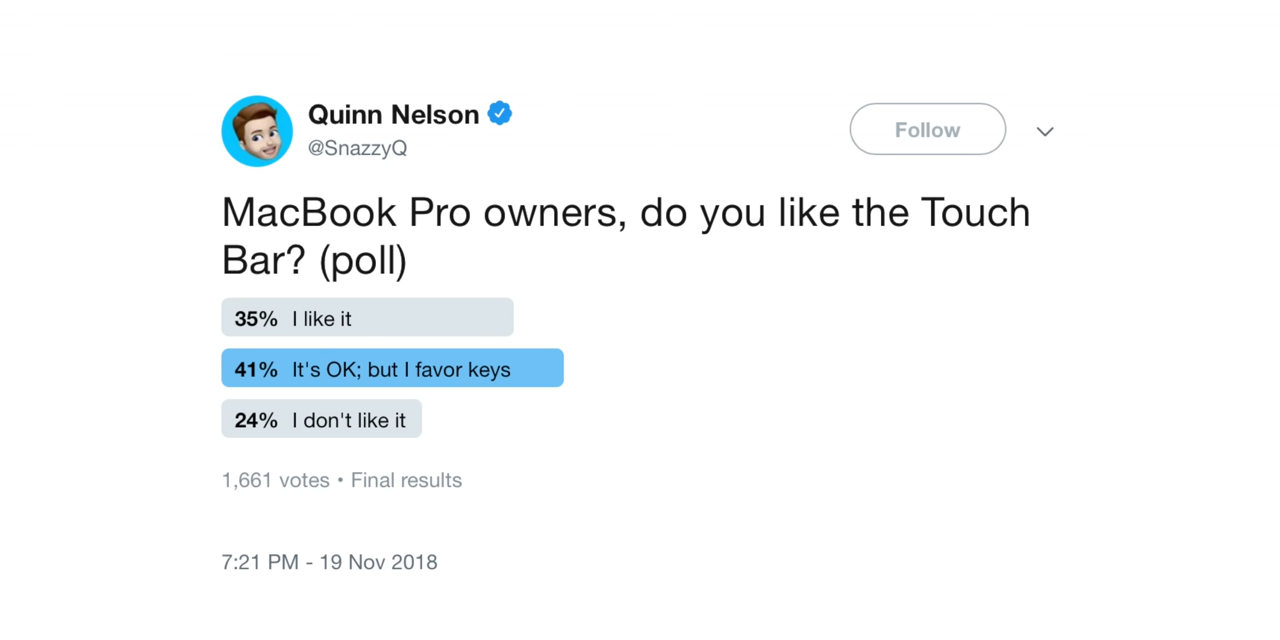 Quinn Nelson
@SnazzyQ
Follow
MacBook Pro owners, do you like the Touch
Bar? (poll)
35% I like it
41% It's OK; but I favor keys
24% I don't like it
1,661 votes • Final results
7:21 PM - 19 Nov 2018